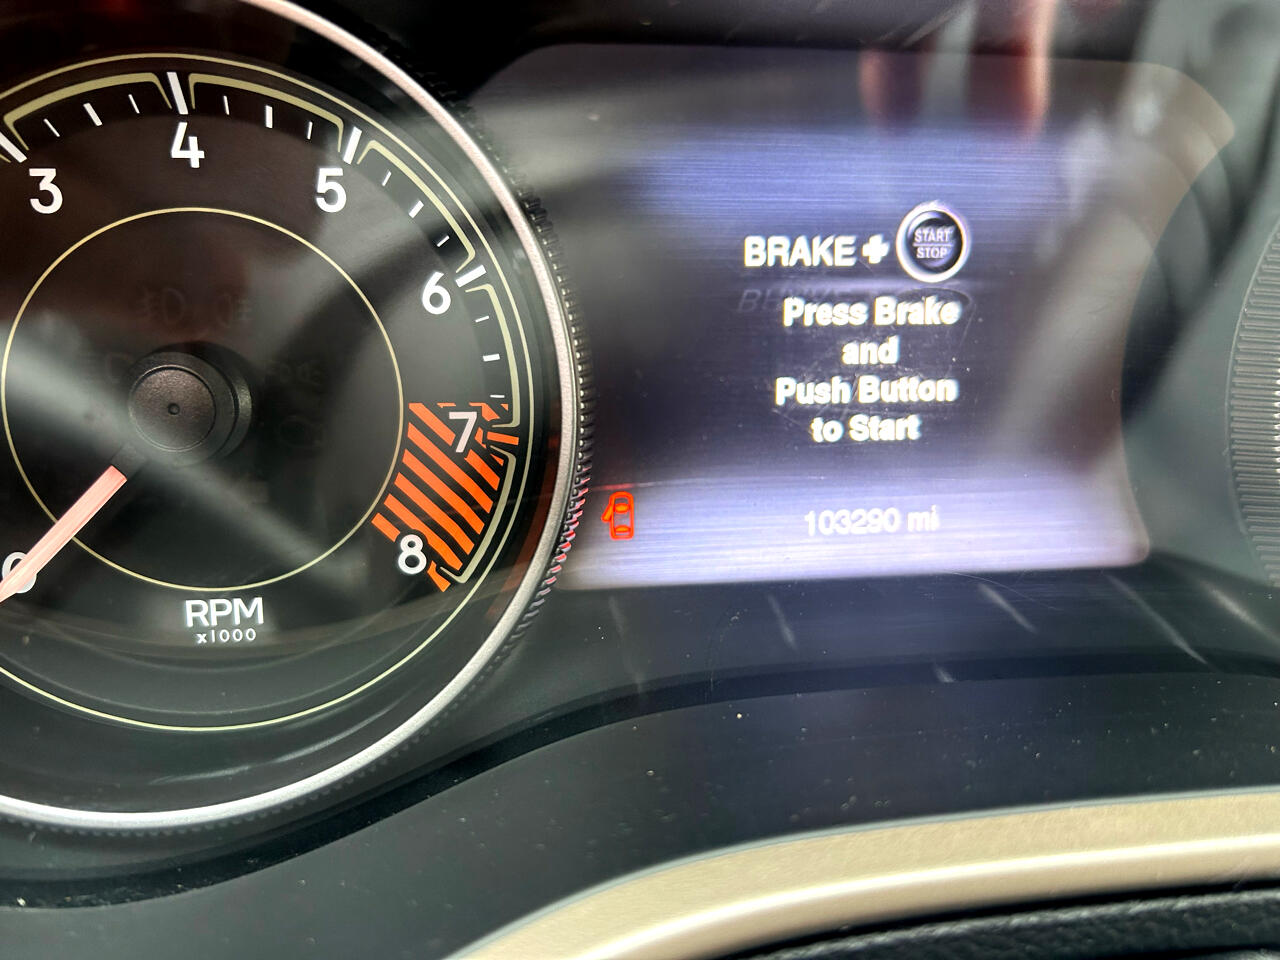 3
4
5
6
7
8
RPM
x1000
BRAKE + START STOP
Press Brake
and
Push Button
to Start
103290 mi